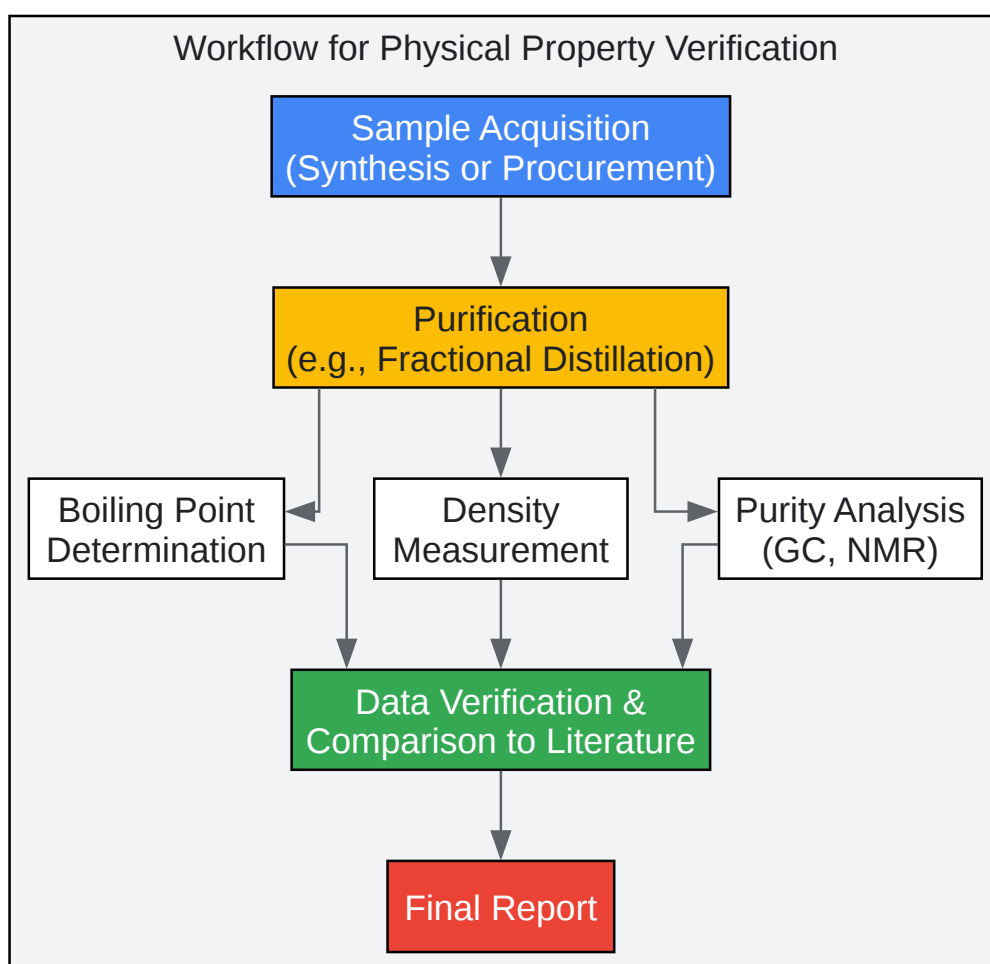 Workflow for Physical Property Verification
Sample Acquisition
(Synthesis or Procurement)
Purification
(e.g., Fractional Distillation)
Boiling Point
Determination
Density
Measurement
Purity Analysis
(GC, NMR)
Data Verification &
Comparison to Literature
Final Report